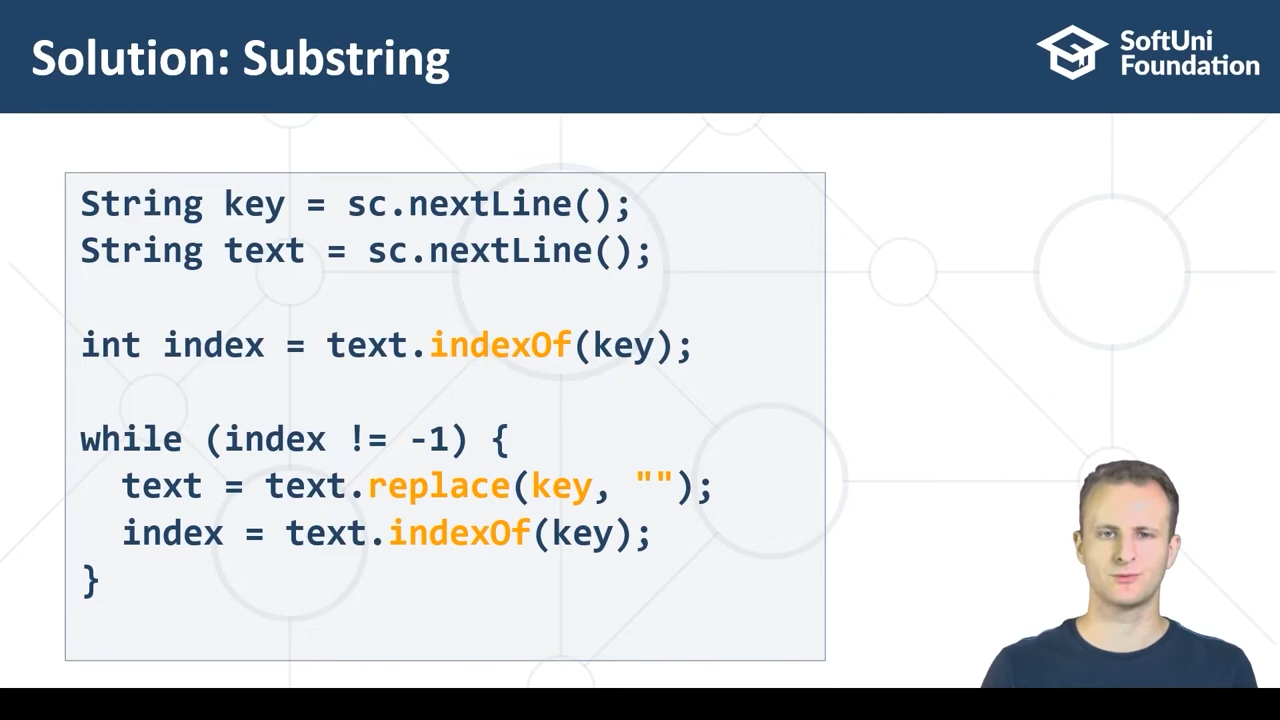 Solution: Substring
SoftUni
Foundation
String key = sc.nextLine();
String text = sc.nextLine();
int index = text.indexOf(key);
while (index != -1) {
  text = text.replace(key, "");
  index = text.indexOf(key);
}